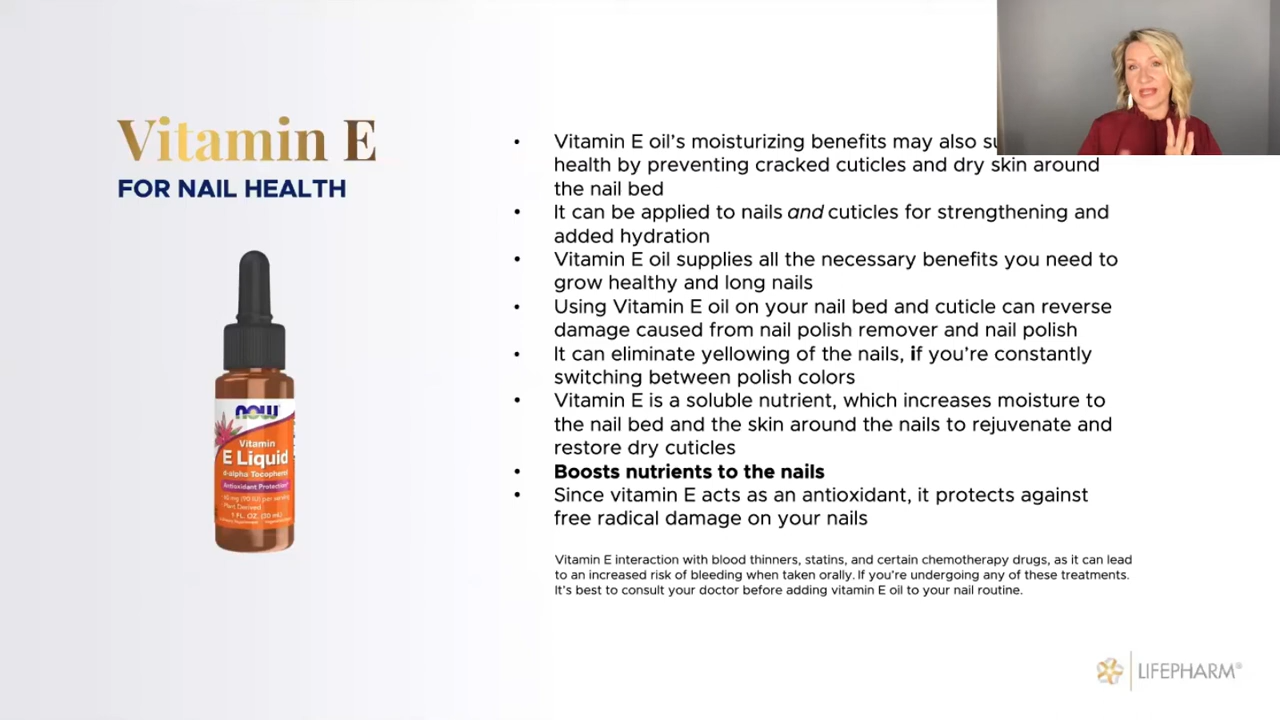 Vitamin E
FOR NAIL HEALTH
• Vitamin E oil's moisturizing benefits may also
health by preventing cracked cuticles and dry skin around
the nail bed
• It can be applied to nails and cuticles for strengthening and
added hydration
• Vitamin E oil supplies all the necessary benefits you need to
grow healthy and long nails
• Using Vitamin E oil on your nail bed and cuticle can reverse
damage caused from nail polish remover and nail polish
• It can eliminate yellowing of the nails, if you're constantly
switching between polish colors
• Vitamin E is a soluble nutrient, which increases moisture to
the nail bed and the skin around the nails to rejuvenate and
restore dry cuticles
• Boosts nutrients to the nails
• Since vitamin E acts as an antioxidant, it protects against
free radical damage on your nails
Vitamin E interaction with blood thinners, statins, and certain chemotherapy drugs, as it can lead
to an increased risk of bleeding when taken orally. If you're undergoing any of these treatments.
It's best to consult your doctor before adding vitamin E oil to your nail routine.
now
Vitamin
E Liquid
d-alpha Tocopherol
Antioxidant Protection
Plant Derived
1 FL. OZ. (30 mL)
LIFEPHARM®